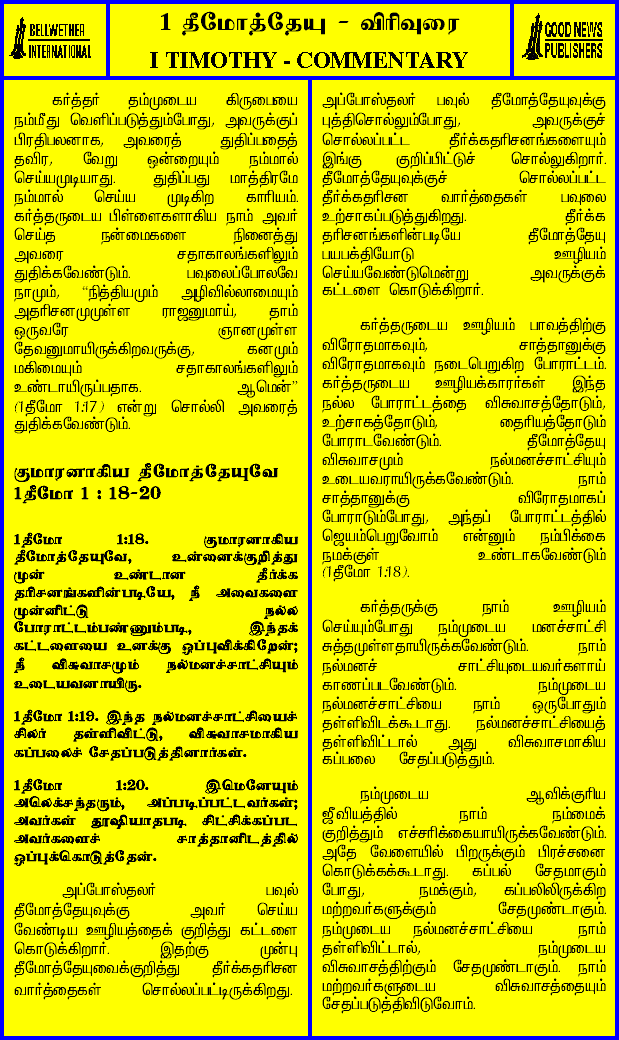 BELLWETHER
INTERNATIONAL
1 தீமோத்தேயு - விரிவுரை
I TIMOTHY - COMMENTARY
GOOD NEWS
PUBLISHERS
கர்த்தர் தம்முடைய கிருபையை
நம்மீது வெளிப்படுத்தும்போது, அவருக்குப்
பிரதிபலனாக, அவரைத் துதிப்பதைத்
தவிர, வேறு ஒன்றையும் நம்மால்
செய்யமுடியாது. துதிப்பது மாத்திரமே
நம்மால் செய்ய முடிகிற காரியம்.
கர்த்தருடைய பிள்ளைகளாகிய நாம் அவர்
செய்த நன்மைகளை நினைத்து
அவரை சதாகாலங்களிலும்
துதிக்கவேண்டும். பவுலைப்போலவே
நாமும், “நித்தியமும் அழிவில்லாமையும்
அதரிசனமுமுள்ள ராஜனுமாய், தாம்
ஒருவரே ஞானமுள்ள
தேவனுமாயிருக்கிறவருக்கு, கனமும்
மகிமையும் சதாகாலங்களிலும்
உண்டாயிருப்பதாக. ஆமென்”
(1தீமோ 1:17) என்று சொல்லி அவரைத்
துதிக்கவேண்டும்.
குமாரனாகிய தீமோத்தேயுவே
1தீமோ 1 : 18-20
1தீமோ 1:18. குமாரனாகிய
தீமோத்தேயுவே, உன்னைக்குறித்து
முன் உண்டான தீர்க்க
தரிசனங்களின்படியே, நீ அவைகளை
முன்னிட்டு நல்ல
போராட்டம்பண்ணும்படி, இந்தக்
கட்டளையை உனக்கு ஒப்புவிக்கிறேன்;
நீ விசுவாசமும் நல்மனச்சாட்சியும்
உடையவனாயிரு.
1தீமோ 1:19. இந்த நல்மனச்சாட்சியைச்
சிலர் தள்ளிவிட்டு, விசுவாசமாகிய
கப்பலைச் சேதப்படுத்தினார்கள்.
1தீமோ 1:20. இமெனேயும்
அலெக்சந்தரும், அப்படிப்பட்டவர்கள்;
அவர்கள் தூஷியாதபடி சிட்சிக்கப்பட
அவர்களைச் சாத்தானிடத்தில்
ஒப்புக்கொடுத்தேன்.
அப்போஸ்தலர் பவுல்
தீமோத்தேயுவுக்கு அவர் செய்ய
வேண்டிய ஊழியத்தைக் குறித்து கட்டளை
கொடுக்கிறார். இதற்கு முன்பு
தீமோத்தேயுவைக்குறித்து தீர்க்கதரிசன
வார்த்தைகள் சொல்லப்பட்டிருக்கிறது.
அப்போஸ்தலர் பவுல் தீமோத்தேயுவுக்கு
புத்திசொல்லும்போது, அவருக்குச்
சொல்லப்பட்ட தீர்க்கதரிசனங்களையும்
இங்கு குறிப்பிட்டுச் சொல்லுகிறார்.
தீமோத்தேயுவுக்குச் சொல்லப்பட்ட
தீர்க்கதரிசன வார்த்தைகள் பவுலை
உற்சாகப்படுத்துகிறது. தீர்க்க
தரிசனங்களின்படியே தீமோத்தேயு
பயபக்தியோடு ஊழியம்
செய்யவேண்டுமென்று அவருக்குக்
கட்டளை கொடுக்கிறார்.
கர்த்தருடைய ஊழியம் பாவத்திற்கு
விரோதமாகவும், சாத்தானுக்கு
விரோதமாகவும் நடைபெறுகிற போராட்டம்.
கர்த்தருடைய ஊழியக்காரர்கள் இந்த
நல்ல போராட்டத்தை விசுவாசத்தோடும்,
உற்சாகத்தோடும், தைரியத்தோடும்
போராடவேண்டும். தீமோத்தேயு
விசுவாசமும் நல்மனசாட்சியும்
உடையவராயிருக்கவேண்டும். நாம்
சாத்தானுக்கு விரோதமாகப்
போராடும்போது, அந்தப் போராட்டத்தில்
ஜெயம்பெறுவோம் என்னும் நம்பிக்கை
நமக்குள் உண்டாகவேண்டும்
(1தீமோ 1:18).
கர்த்தருக்கு நாம் ஊழியம்
செய்யும்போது நம்முடைய மனச்சாட்சி
சுத்தமுள்ளதாயிருக்கவேண்டும். நாம்
நல்மனச் சாட்சியுடையவர்களாய்
காணப்படவேண்டும். நம்முடைய
நல்மனச்சாட்சியை நாம் ஒருபோதும்
தள்ளிவிடக்கூடாது. நல்மனச்சாட்சியைத்
தள்ளிவிட்டால் அது விசுவாசமாகிய
கப்பலை சேதப்படுத்தும்.
நம்முடைய ஆவிக்குரிய
ஜீவியத்தில் நாம் நம்மைக்
குறித்தும் எச்சரிக்கையாயிருக்கவேண்டும்.
அதே வேளையில் பிறருக்கும் பிரச்சனை
கொடுக்கக்கூடாது. கப்பல் சேதமாகும்
போது, நமக்கும், கப்பலிலிருக்கிற
மற்றவர்களுக்கும் சேதமுண்டாகும்.
நம்முடைய நல்மனச்சாட்சியை நாம்
தள்ளிவிட்டால், நம்முடைய
விசுவாசத்திற்கும் சேதமுண்டாகும். நாம்
மற்றவர்களுடைய விசுவாசத்தையும்
சேதப்படுத்திவிடுவோம்.